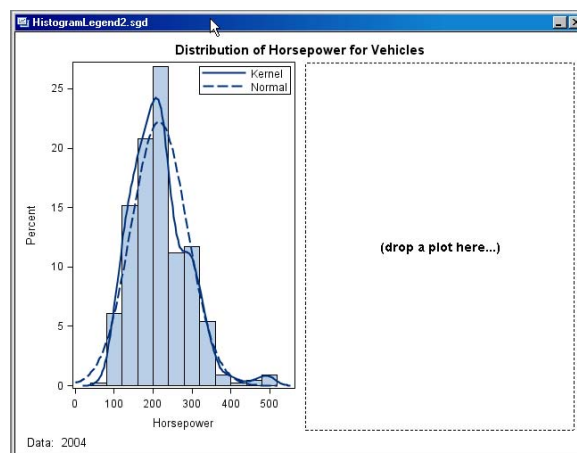 HistogramLegend2.sgd
Distribution of Horsepower for Vehicles
Kernel
Normal
25
20
15
10
5
0
Percent
0 100 200 300 400 500
Horsepower
(drop a plot here...)
Data: 2004